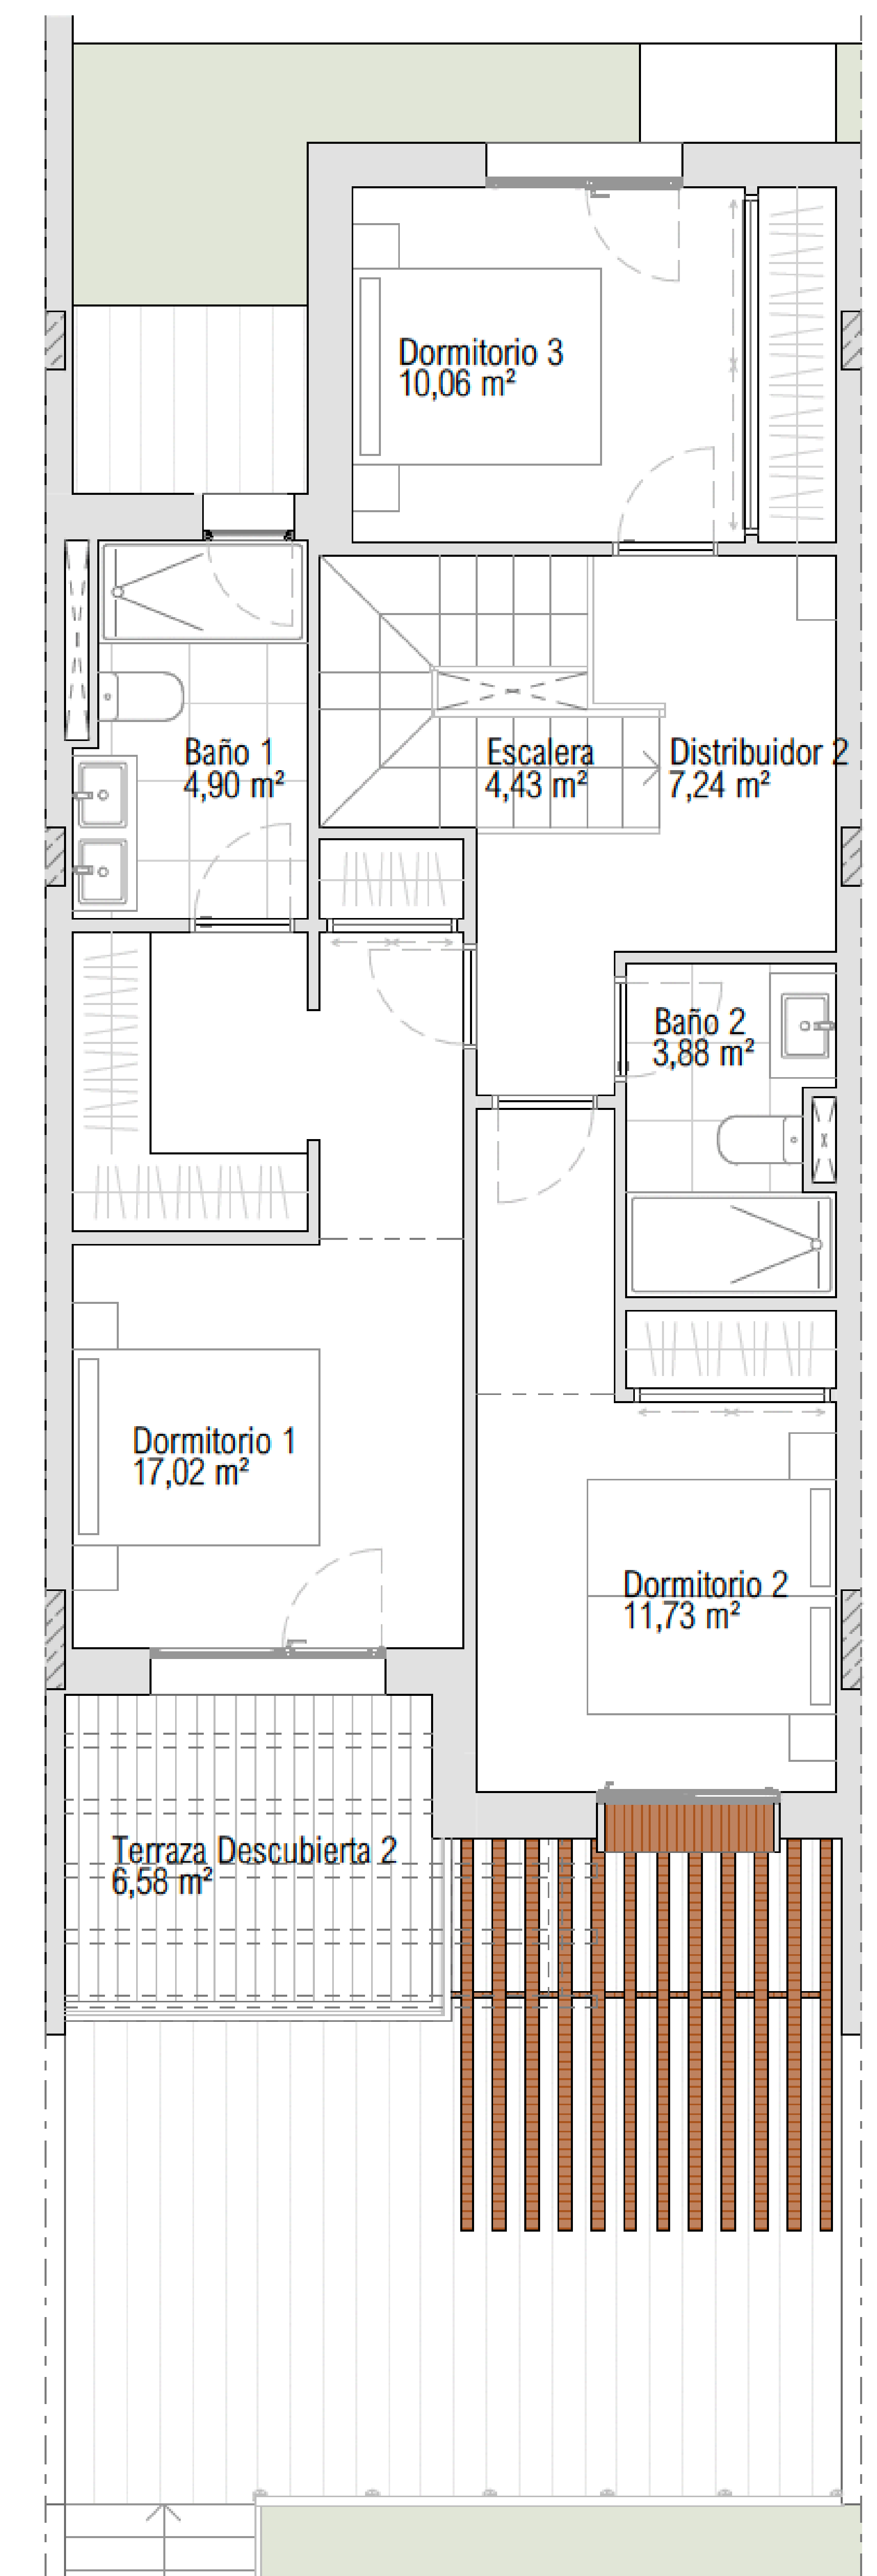 Dormitorio 3
10,06 m²
Baño 1
4,90 m²
Escalera
4,43 m²
Distribuidor 2
7,24 m²
Baño 2
3,88 m²
Dormitorio 1
17,02 m²
Dormitorio 2
11,73 m²
Terraza Descubierta 2
6,58 m²